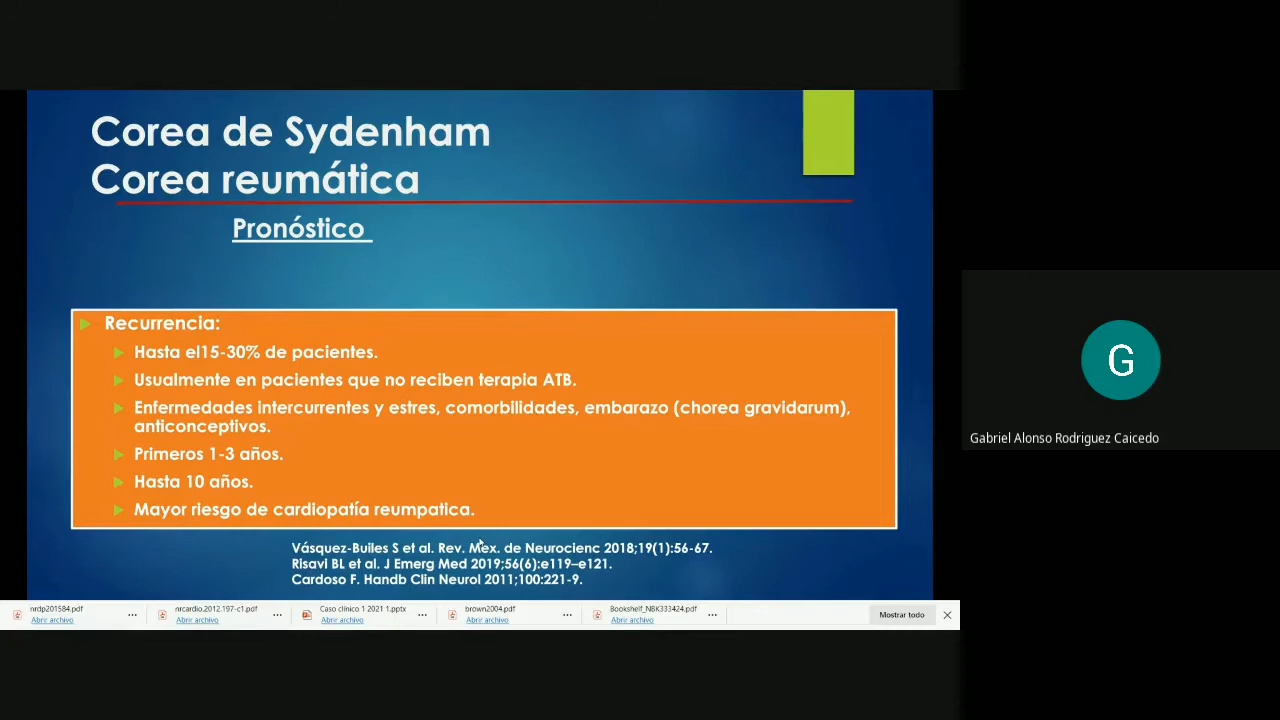 Corea de Sydenham
Corea reumática
Pronóstico
Recurrencia:
Hasta el15-30% de pacientes.
Usualmente en pacientes que no reciben terapia ATB.
Enfermedades intercurrentes y estres, comorbilidades, embarazo (chorea gravidarum),
anticonceptivos.
Primeros 1-3 años.
Hasta 10 años.
Mayor riesgo de cardiopatía reumpatica.
Vásquez-Builes S et al. Rev. Mex. de Neurocienc 2018;19(1):56-67.
Risavi BL et al. J Emerg Med 2019;56(6):e119–e121.
Cardoso F. Handb Clin Neurol 2011;100:221-9.
G
Gabriel Alonso Rodriguez Caicedo
nrdp201584.pdf
Abrir archivo
nrcardio.2012.197-c1.pdf
Abrir archivo
Caso clínico 1 2021 1.pptx
Abrir archivo
brown2004.pdf
Abrir archivo
Bookshelf_NBK333424.pdf
Abrir archivo
Mostrar todo